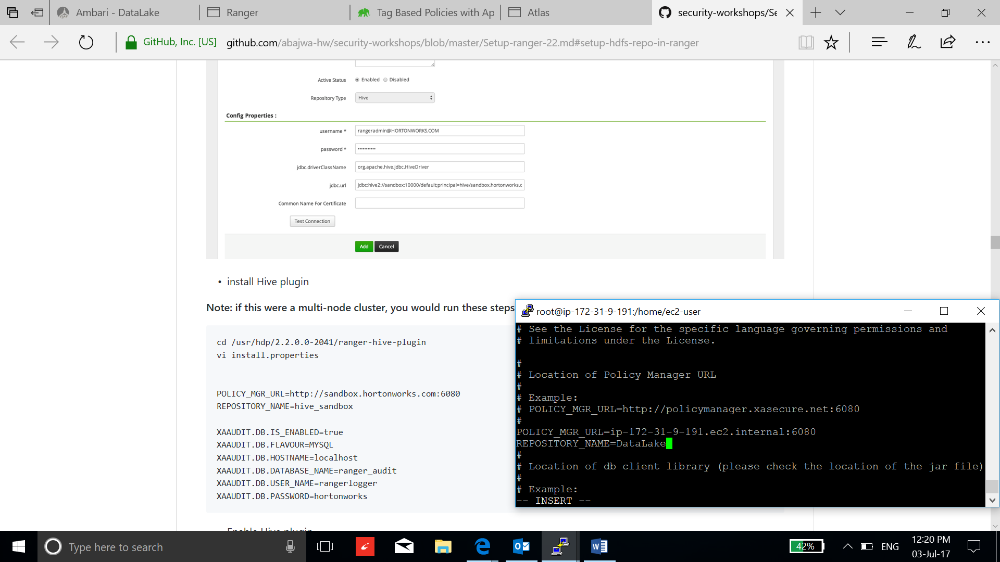 Ambari - DataLake
Ranger
Tag Based Policies with Ap
Atlas
security-workshops/Se
GitHub, Inc. [US]
github.com/abajwa-hw/security-workshops/blob/master/Setup-ranger-22.md#setup-hdfs-repo-in-ranger
Active Status Enabled Disabled
Repository Type Hive
Config Properties :
username * rangeradmin@HORTONWORKS.COM
password * •••••••••••
jdbc.driverClassName org.apache.hive.jdbc.HiveDriver
jdbc.url jdbc:hive2://sandbox:10000/default;principal=hive/sandbox.hortonworks.c
Common Name For Certificate
Test Connection
Add Cancel
• install Hive plugin
Note: if this were a multi-node cluster, you would run these steps
cd /usr/hdp/2.2.0.0-2041/ranger-hive-plugin
vi install.properties
POLICY_MGR_URL=http://sandbox.hortonworks.com:6080
REPOSITORY_NAME=hive_sandbox
XAAUDIT.DB.IS_ENABLED=true
XAAUDIT.DB.FLAVOUR=MYSQL
XAAUDIT.DB.HOSTNAME=localhost
XAAUDIT.DB.DATABASE_NAME=ranger_audit
XAAUDIT.DB.USER_NAME=rangerlogger
XAAUDIT.DB.PASSWORD=hortonworks
Enable Hive plugin
root@ip-172-31-9-191:/home/ec2-user
# See the License for the specific language governing permissions and
# limitations under the License.
#
# Location of Policy Manager URL
#
# Example:
# POLICY_MGR_URL=http://policymanager.xasecure.net:6080
#
POLICY_MGR_URL=ip-172-31-9-191.ec2.internal:6080
REPOSITORY_NAME=DataLake
#
# Location of db client library (please check the location of the jar file)
#
# Example:
-- INSERT --
Type here to search
42%
ENG
12:20 PM
03-Jul-17